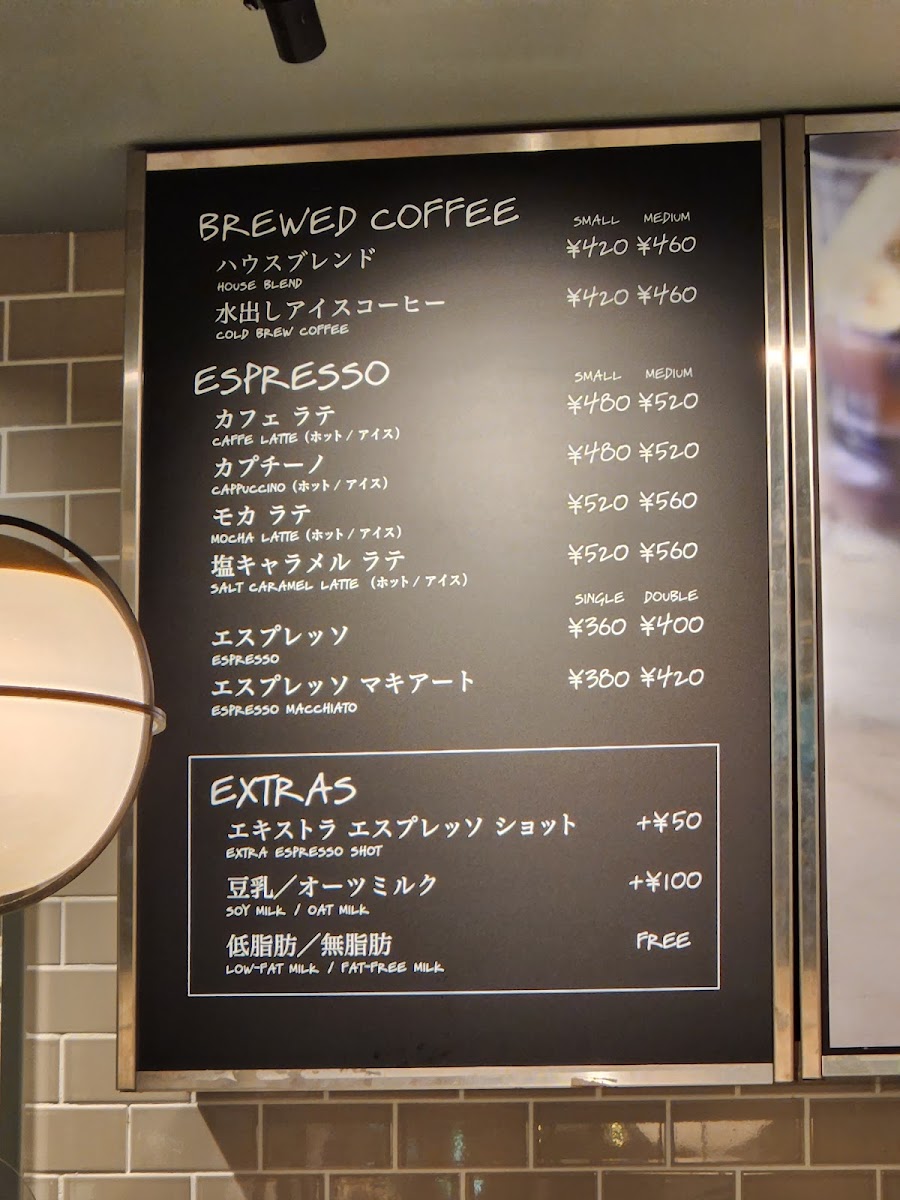 BREWED COFFEE SMALL MEDIUM
ハウスブレンド ¥420 ¥460
HOUSE BLEND
水出しアイスコーヒー ¥420 ¥460
COLD BREW COFFEE
ESPRESSO SMALL MEDIUM
カフェ ラテ ¥480 ¥520
CAFFE LATTE (ホット / アイス)
カプチーノ ¥480 ¥520
CAPPUCCINO (ホット / アイス)
モカ ラテ ¥520 ¥560
MOCHA LATTE (ホット / アイス)
塩キャラメル ラテ ¥520 ¥560
SALT CARAMEL LATTE (ホット / アイス)
SINGLE DOUBLE
エスプレッソ ¥360 ¥400
ESPRESSO
エスプレッソ マキアート ¥380 ¥420
ESPRESSO MACCHIATO
EXTRAS
エキストラ エスプレッソ ショット +¥50
EXTRA ESPRESSO SHOT
豆乳／オーツミルク +¥100
SOY MILK / OAT MILK
低脂肪／無脂肪 FREE
LOW-FAT MILK / FAT-FREE MILK